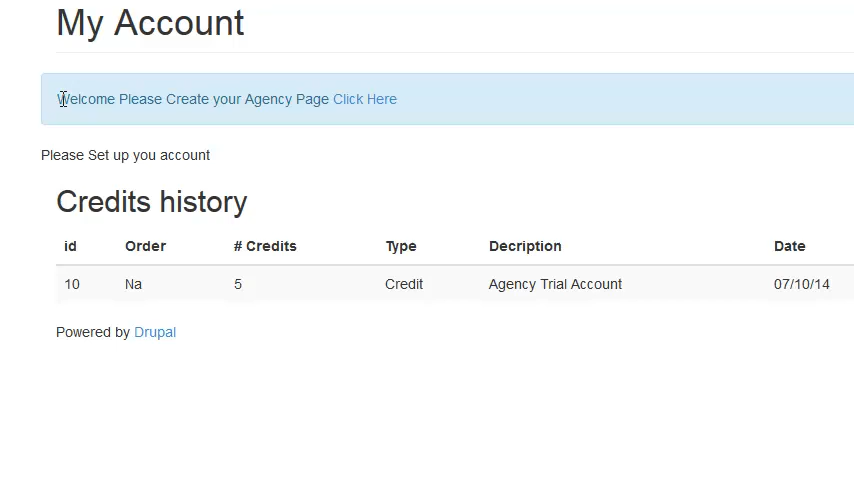 My Account
Welcome Please Create your Agency Page Click Here
Please Set up you account
Credits history
id Order # Credits Type Decription Date
10 Na 5 Credit Agency Trial Account 07/10/14
Powered by Drupal